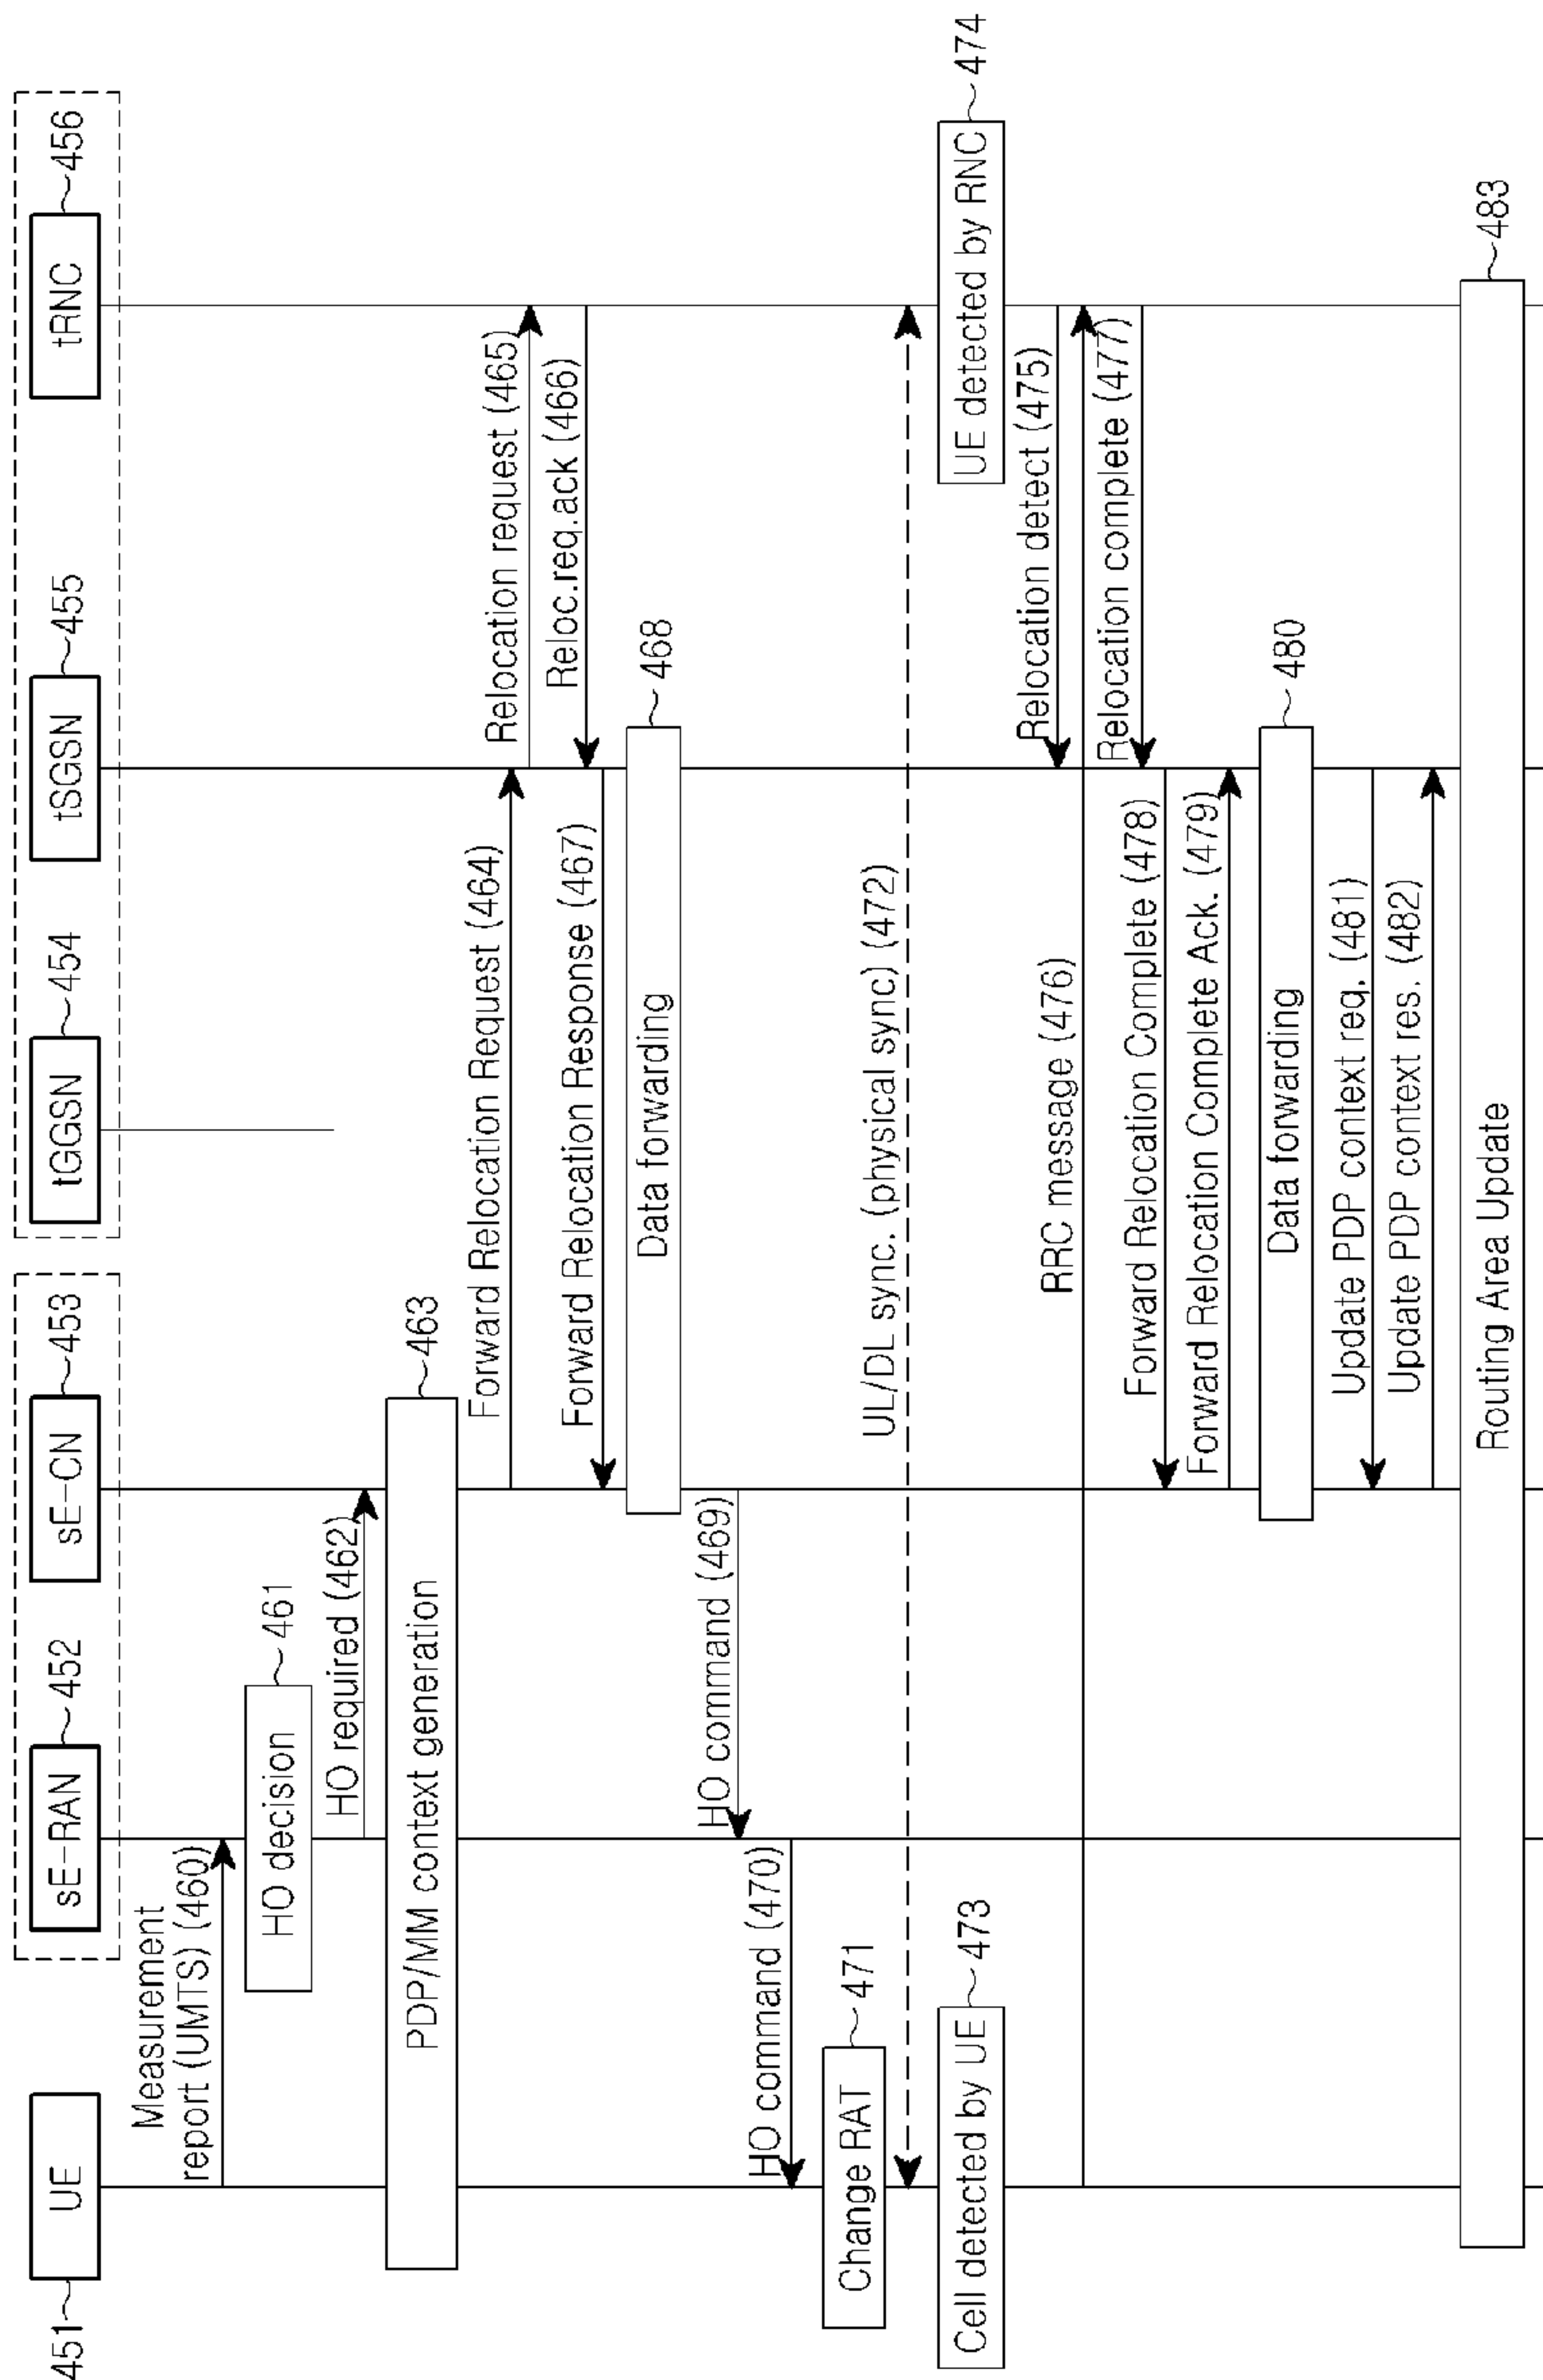 451
UE
sE-RAN
452
sE-CN
453
tGGSN
454
tSGSN
455
tRNC
456
Measurement
report (UMTS) (460)
HO decision
461
HO required (462)
PDP/MM context generation
463
Forward Relocation Request (464)
Relocation request (465)
Reloc.req.ack (466)
Forward Relocation Response (467)
Data forwarding
468
HO command (469)
HO command (470)
Change RAT
471
UL/DL sync. (physical sync) (472)
Cell detected by UE
473
UE detected by RNC
474
Relocation detect (475)
RRC message (476)
Relocation complete (477)
Forward Relocation Complete (478)
Forward Relocation Complete Ack. (479)
Data forwarding
480
Update PDP context req. (481)
Update PDP context res. (482)
Routing Area Update
483